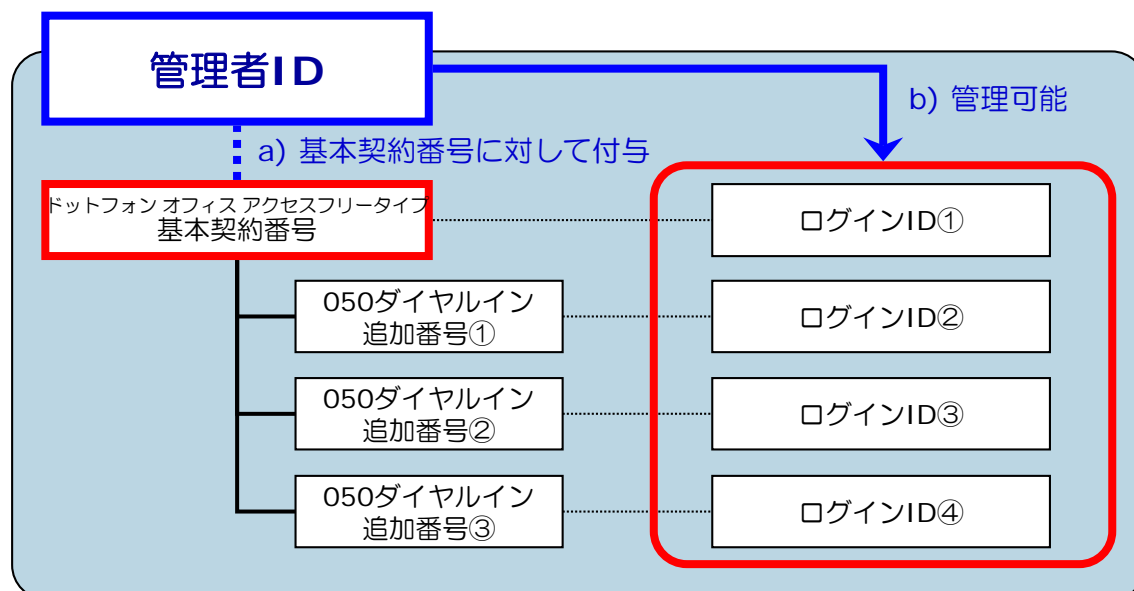 管理者ID
b) 管理可能
a) 基本契約番号に対して付与
ドットフォン オフィス アクセスフリータイプ
基本契約番号
ログインID①
050ダイヤルイン
追加番号①
ログインID②
050ダイヤルイン
追加番号②
ログインID③
050ダイヤルイン
追加番号③
ログインID④